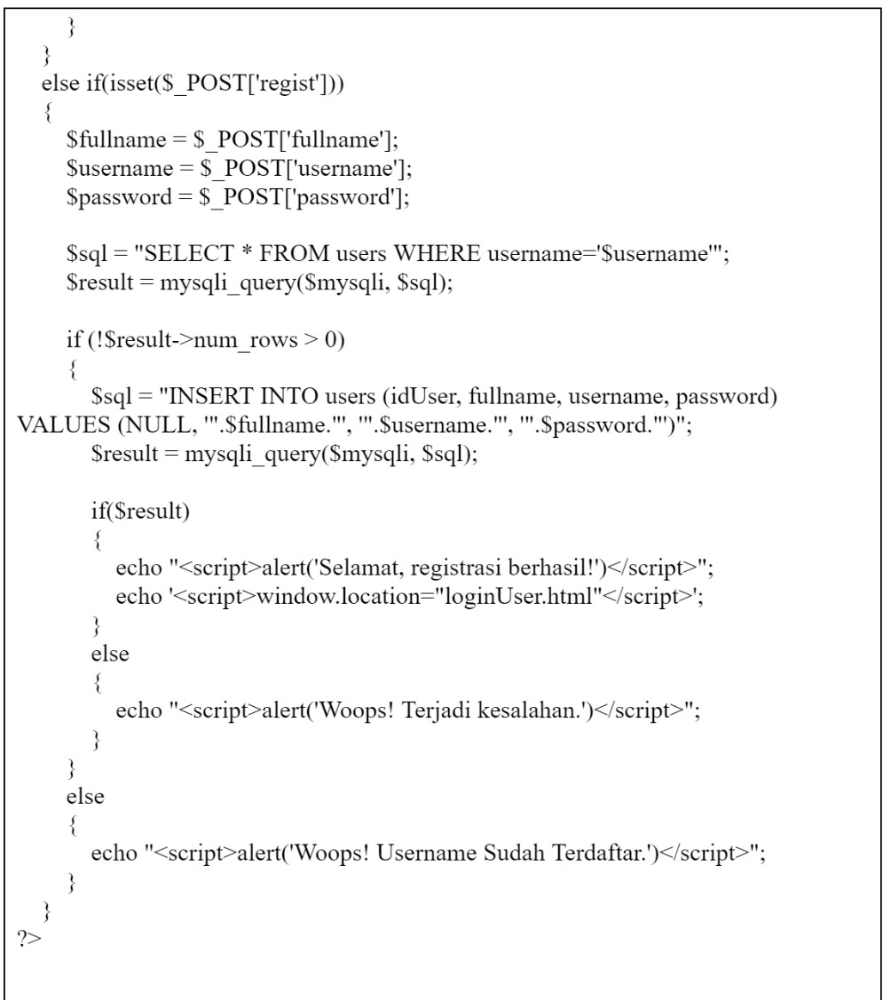 }
}
else if(isset($_POST['regist']))
{
$fullname = $_POST['fullname'];
$username = $_POST['username'];
$password = $_POST['password'];
$sql = "SELECT * FROM users WHERE username='$username'";
$result = mysqli_query($mysqli, $sql);
if (!$result->num_rows > 0)
{
$sql = "INSERT INTO users (idUser, fullname, username, password)
VALUES (NULL, '".$fullname."', '".$username."', '".$password."')";
$result = mysqli_query($mysqli, $sql);
if($result)
{
echo "<script>alert('Selamat, registrasi berhasil!')</script>";
echo '<script>window.location="loginUser.html"</script>';
}
else
{
echo "<script>alert('Woops! Terjadi kesalahan.')</script>";
}
}
else
{
echo "<script>alert('Woops! Username Sudah Terdaftar.')</script>";
}
}
?>